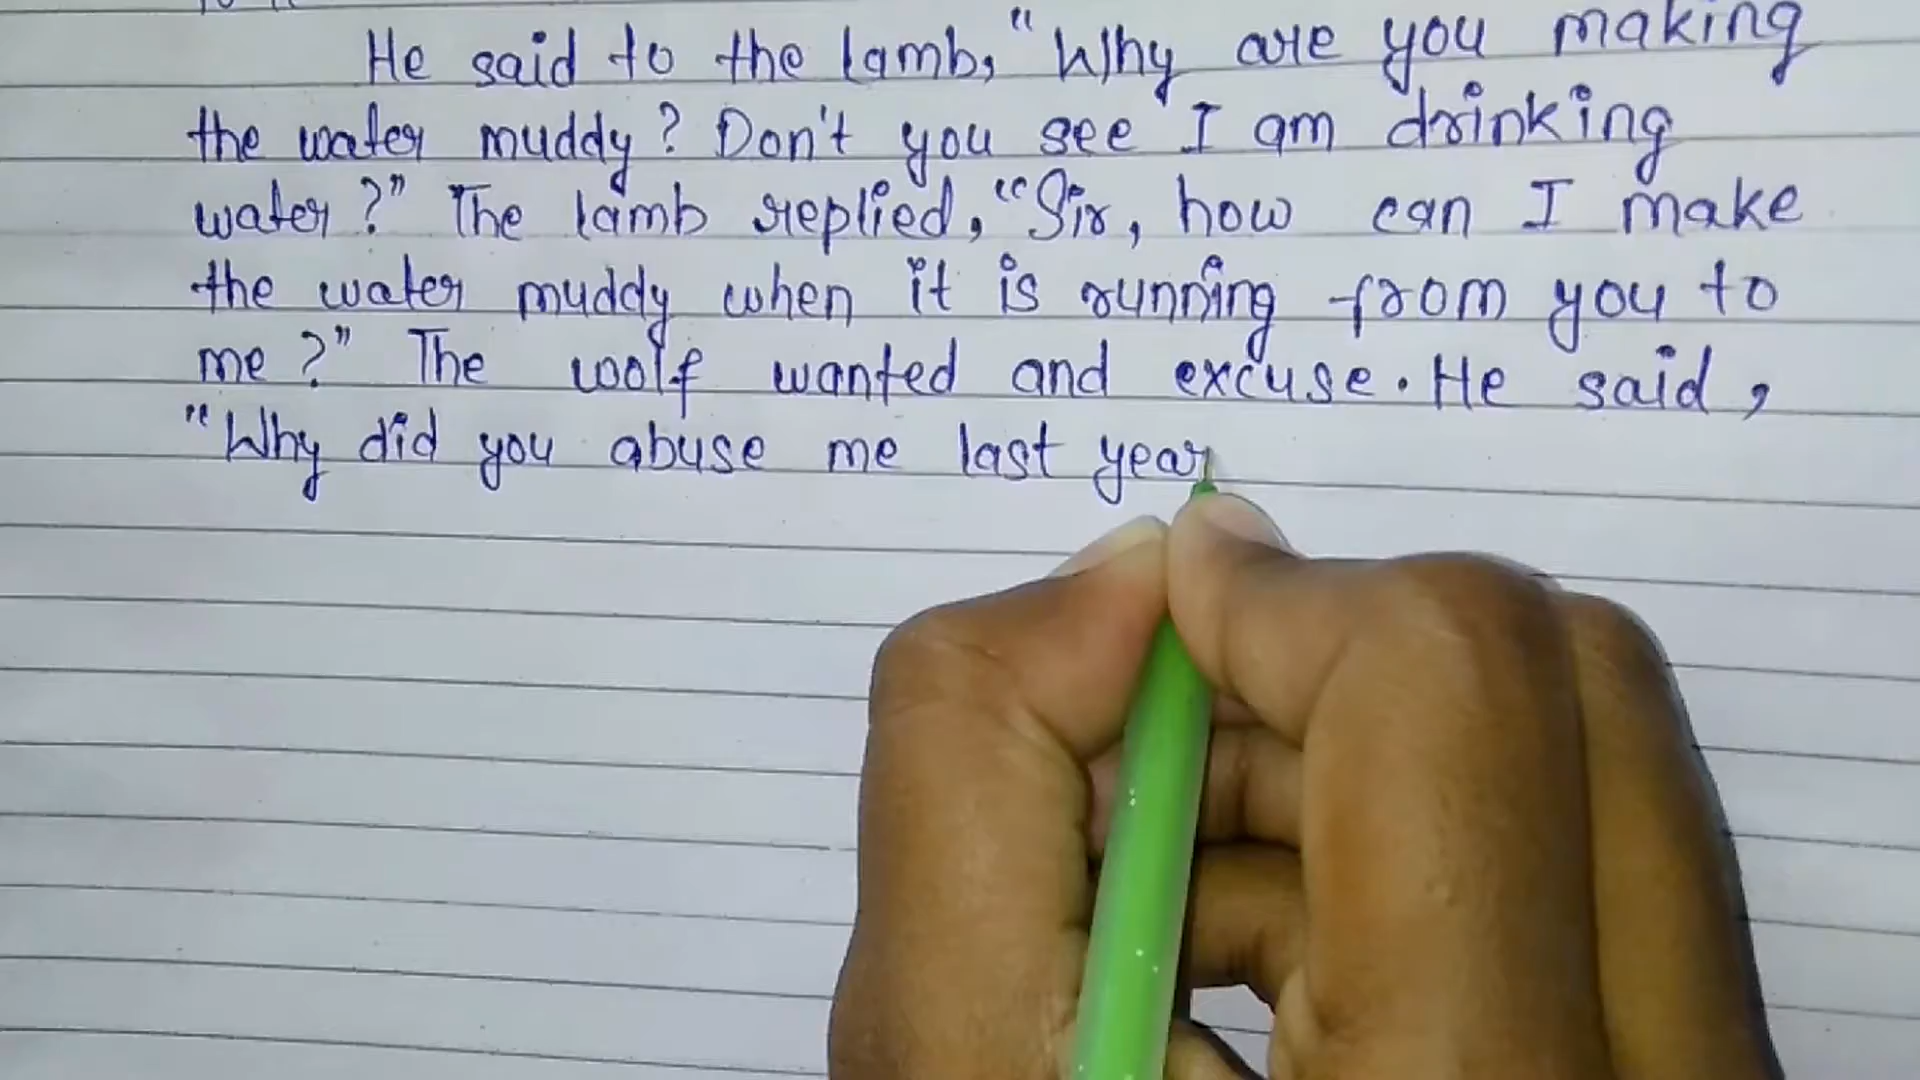 He said to the lamb, "Why are you making
the water muddy? Don't you see I am drinking
water?" The lamb replied, "Sir, how can I make
the water muddy when it is running from you to
me?" The woolf wanted and excuse. He said,
"Why did you abuse me last year